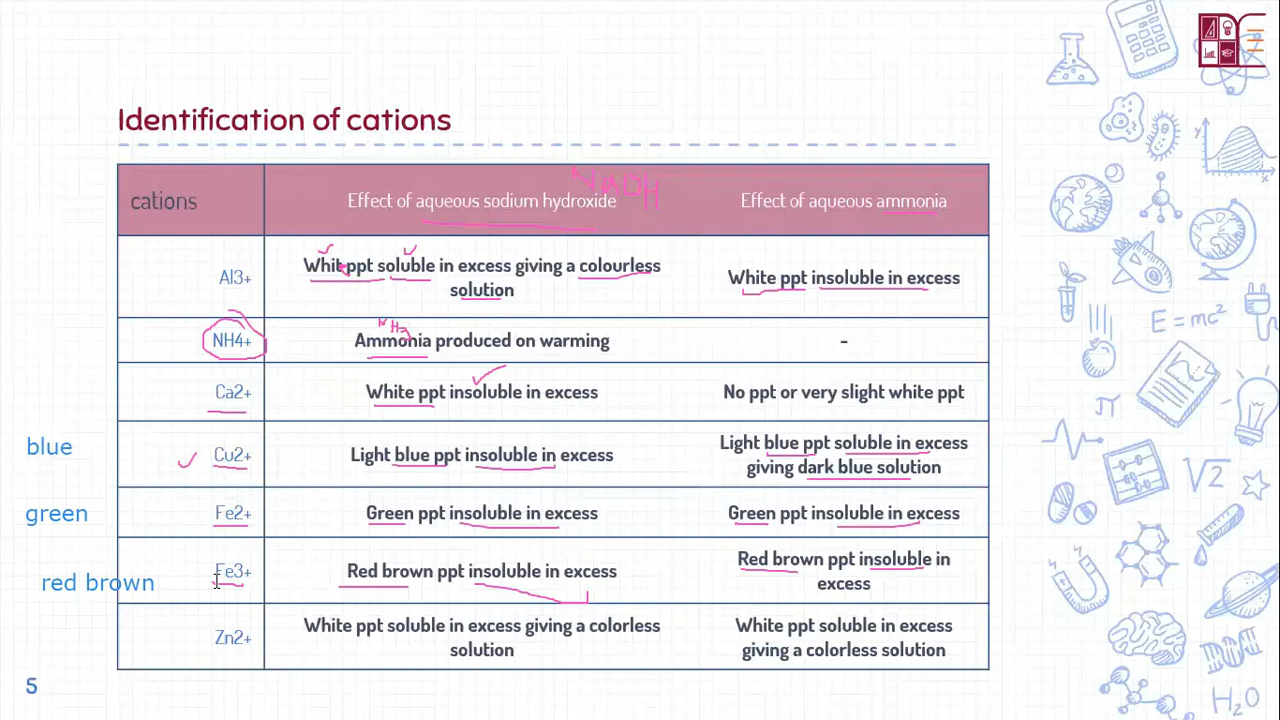 Identification of cations
cations
Effect of aqueous sodium hydroxide
NaOH
Effect of aqueous ammonia
Al3+
Whit ppt soluble in excess giving a colourless
solution
White ppt insoluble in excess
NH4+
NH3
Ammonia produced on warming
-
Ca2+
White ppt insoluble in excess
No ppt or very slight white ppt
blue
Cu2+
Light blue ppt insoluble in excess
Light blue ppt soluble in excess
giving dark blue solution
green
Fe2+
Green ppt insoluble in excess
Green ppt insoluble in excess
red brown
Fe3+
Red brown ppt insoluble in excess
Red brown ppt insoluble in
excess
Zn2+
White ppt soluble in excess giving a colorless
solution
White ppt soluble in excess
giving a colorless solution
5
E = mc²
π
√2
H₂O
y
x